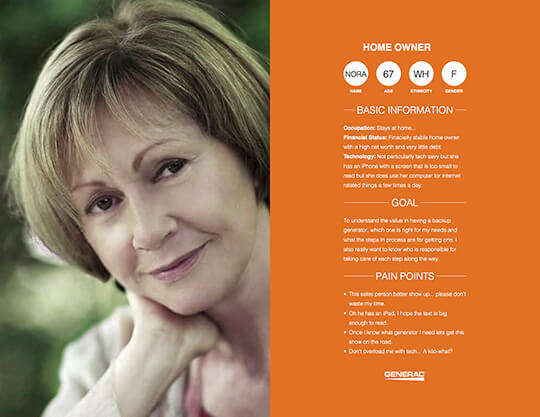 HOME OWNER
NORA 67 WH F
NAME AGE ETHNICITY GENDER
BASIC INFORMATION
Occupation: Stays at home...
Financial Status: Finacially stable home owner
with a high net worth and very little debt.
Technology: Not particularly tech savy but she
has an iPhone with a screen that is too small to
read but she does use her computer for internet
related things a few times a day.
GOAL
To understand the value in having a backup
generator, which one is right for my needs and
what the steps in process are for getting one. I
also really want to know who is responsible for
taking care of each step along the way.
PAIN POINTS
• This sales person better show up... please don't
waste my time.
• Oh he has an iPad, I hope the text is big
enough to read.
• Once I know what generator I need lets get this
show on the road.
• Don't overload me with tech... A kilo-what?
GENERAC